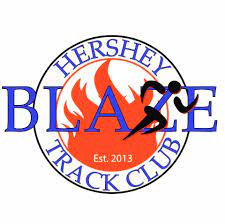 HERSHEY
BLAZE
Est. 2013
TRACK CLUB